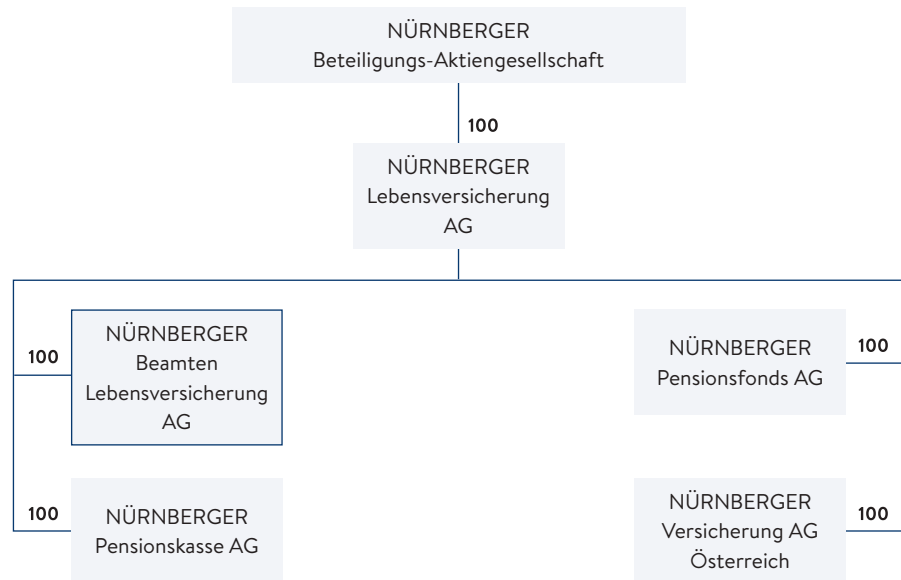 NÜRNBERGER
Beteiligungs-Aktiengesellschaft
100
NÜRNBERGER
Lebensversicherung
AG
100
NÜRNBERGER
Beamten
Lebensversicherung
AG
NÜRNBERGER
Pensionsfonds AG
100
100
NÜRNBERGER
Pensionskasse AG
NÜRNBERGER
Versicherung AG
Österreich
100